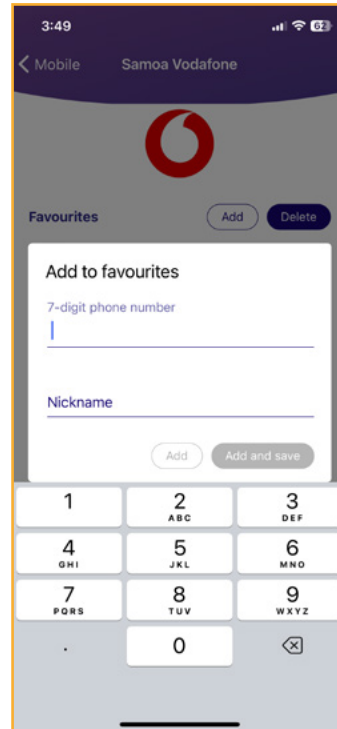 3:49 62
Mobile Samoa Vodafone
Favourites Add Delete
Add to favourites
7-digit phone number
Nickname
Add Add and save
1 2 3
ABC DEF
4 5 6
GHI JKL MNO
7 8 9
PQRS TUV WXYZ
. 0